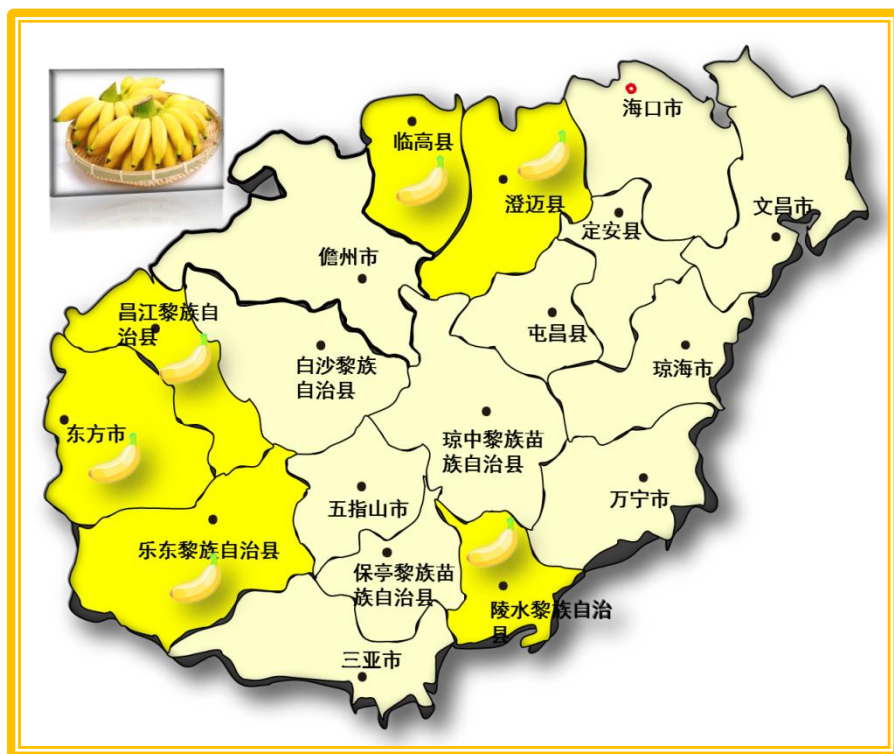 海口市
临高县
澄迈县
文昌市
定安县
儋州市
昌江黎族自
治县
屯昌县
白沙黎族
自治县
琼海市
东方市
琼中黎族苗
族自治县
万宁市
五指山市
乐东黎族自治县
保亭黎族苗
族自治县
陵水黎族自治
县
三亚市